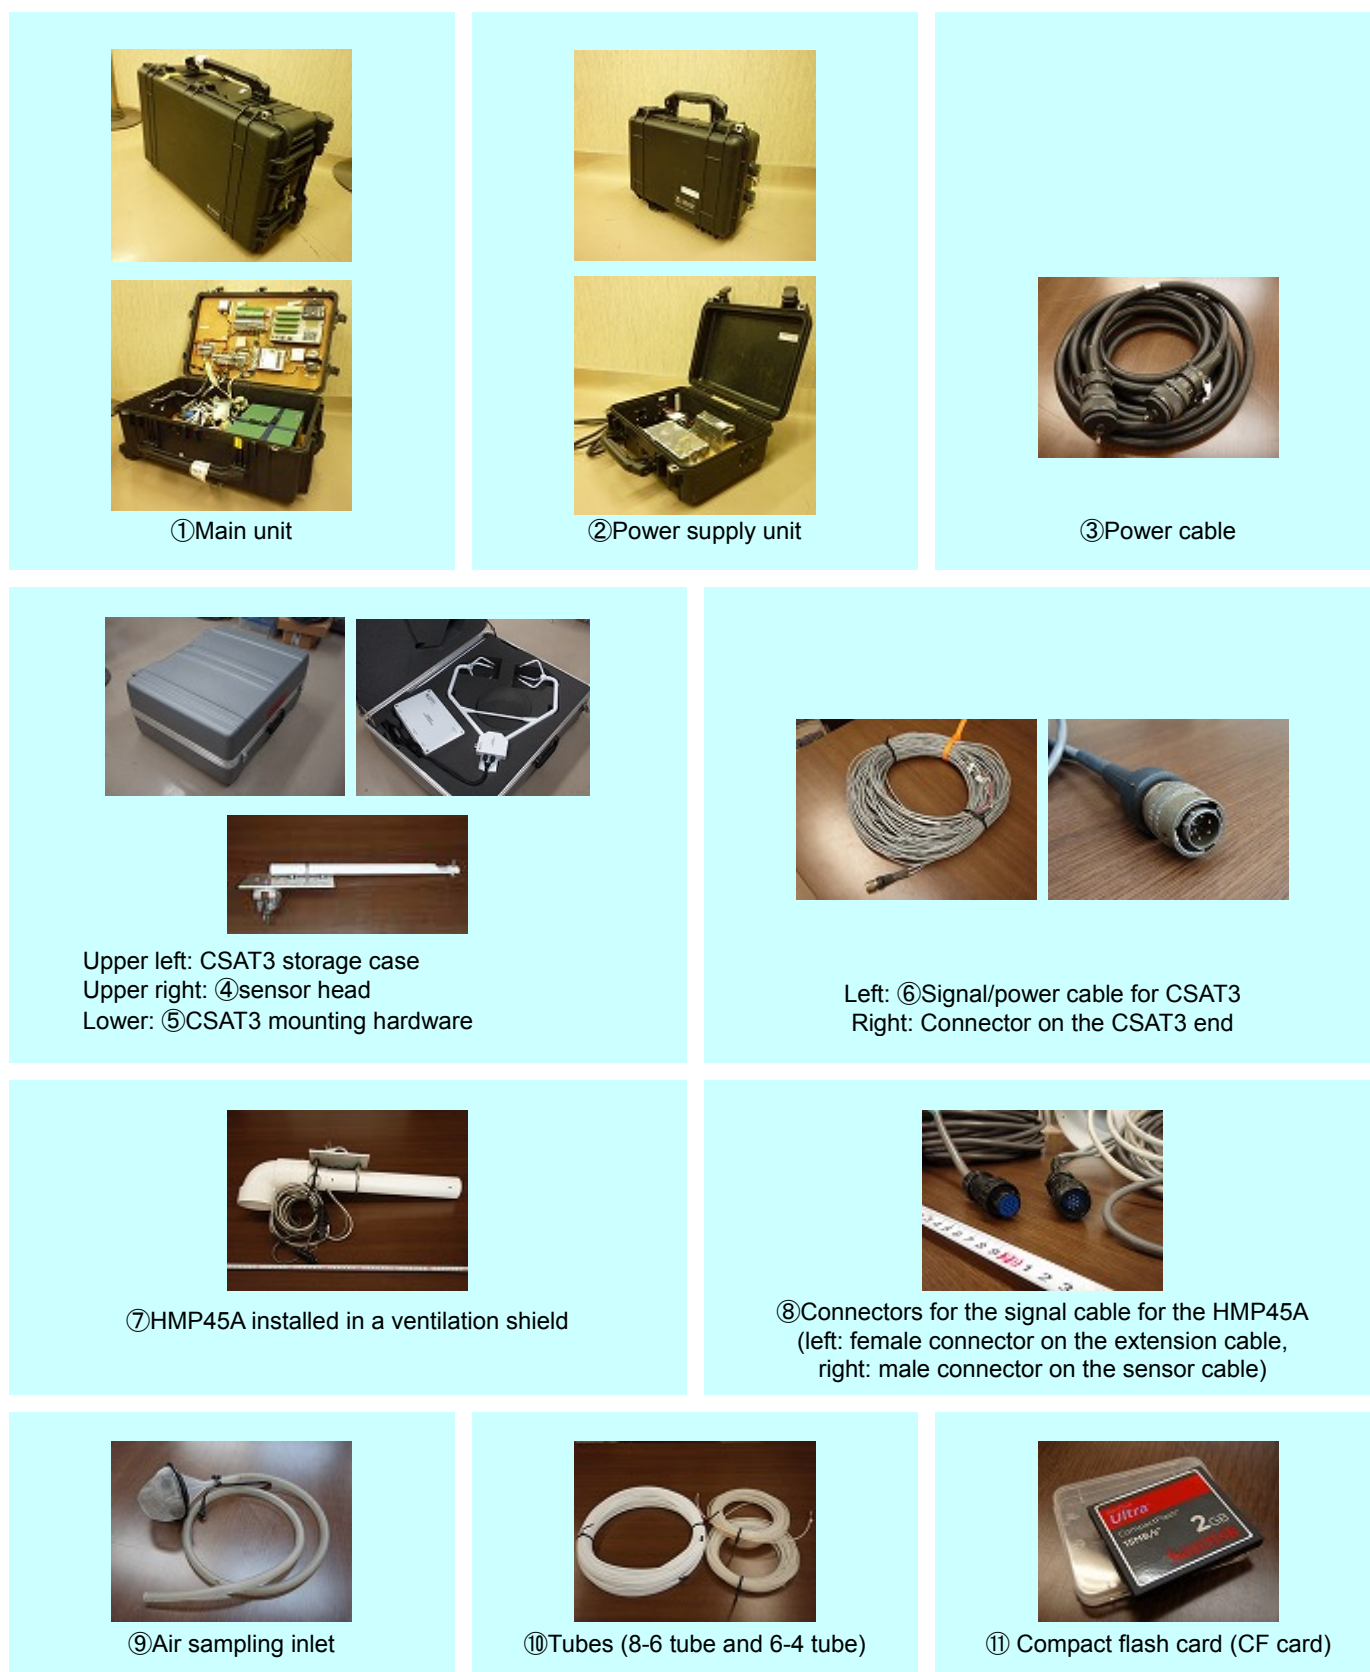 ①Main unit
②Power supply unit
③Power cable
Upper left: CSAT3 storage case
Upper right: ④sensor head
Lower: ⑤CSAT3 mounting hardware
Left: ⑥Signal/power cable for CSAT3
Right: Connector on the CSAT3 end
⑦HMP45A installed in a ventilation shield
⑧Connectors for the signal cable for the HMP45A
(left: female connector on the extension cable,
right: male connector on the sensor cable)
Ultra
CompactFlash
15MB/s
2GB
SanDisk
⑨Air sampling inlet
⑩Tubes (8-6 tube and 6-4 tube)
⑪ Compact flash card (CF card)